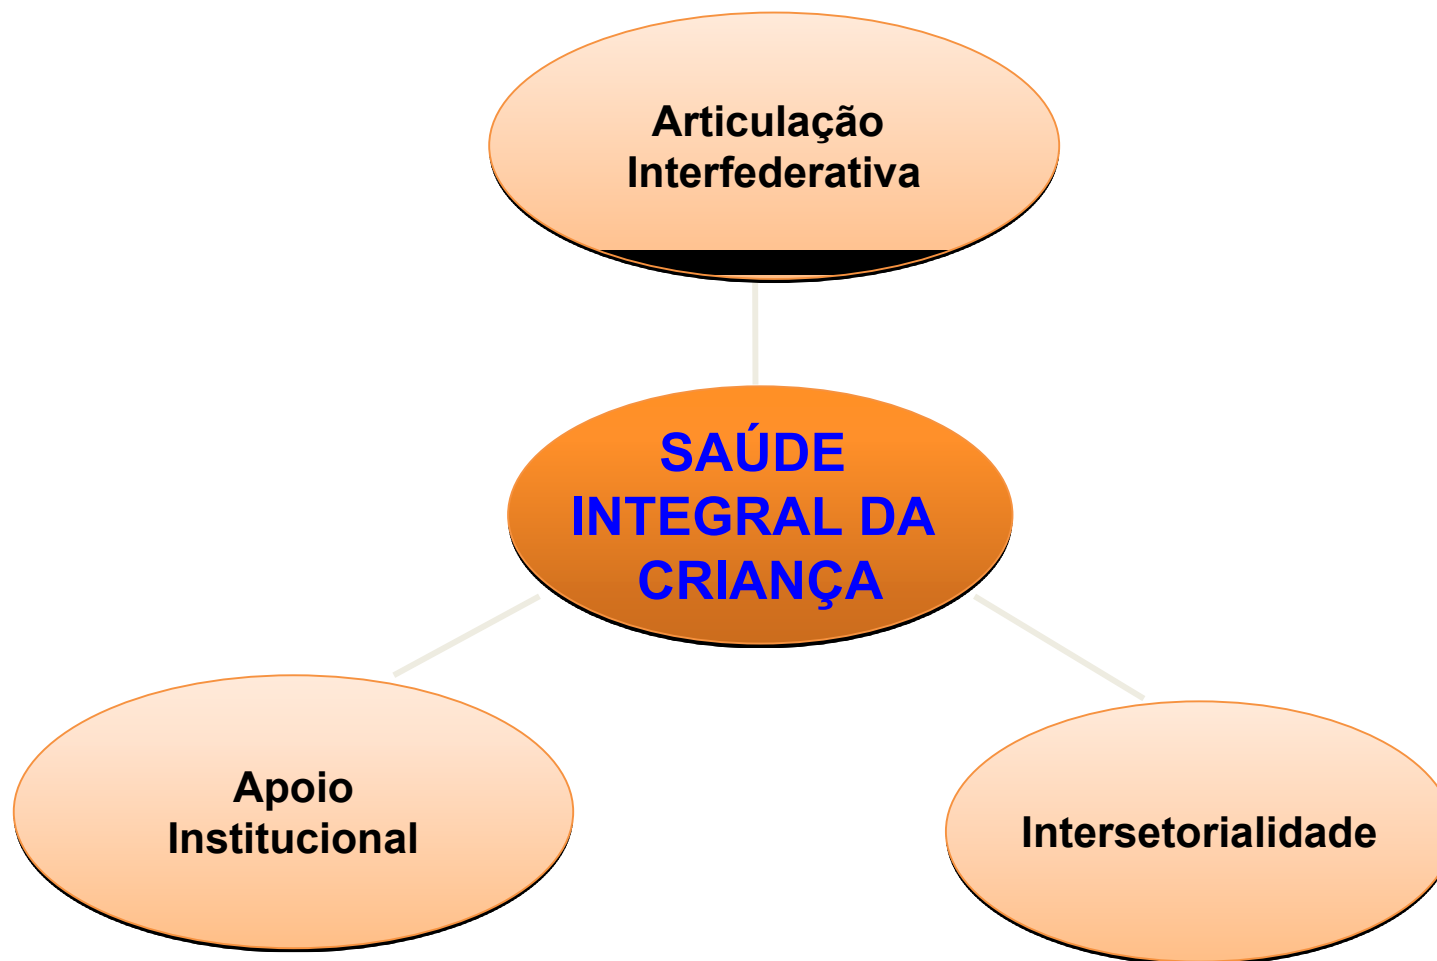 Articulação
Interfederativa
SAÚDE
INTEGRAL DA
CRIANÇA
Apoio
Institucional
Intersetorialidade